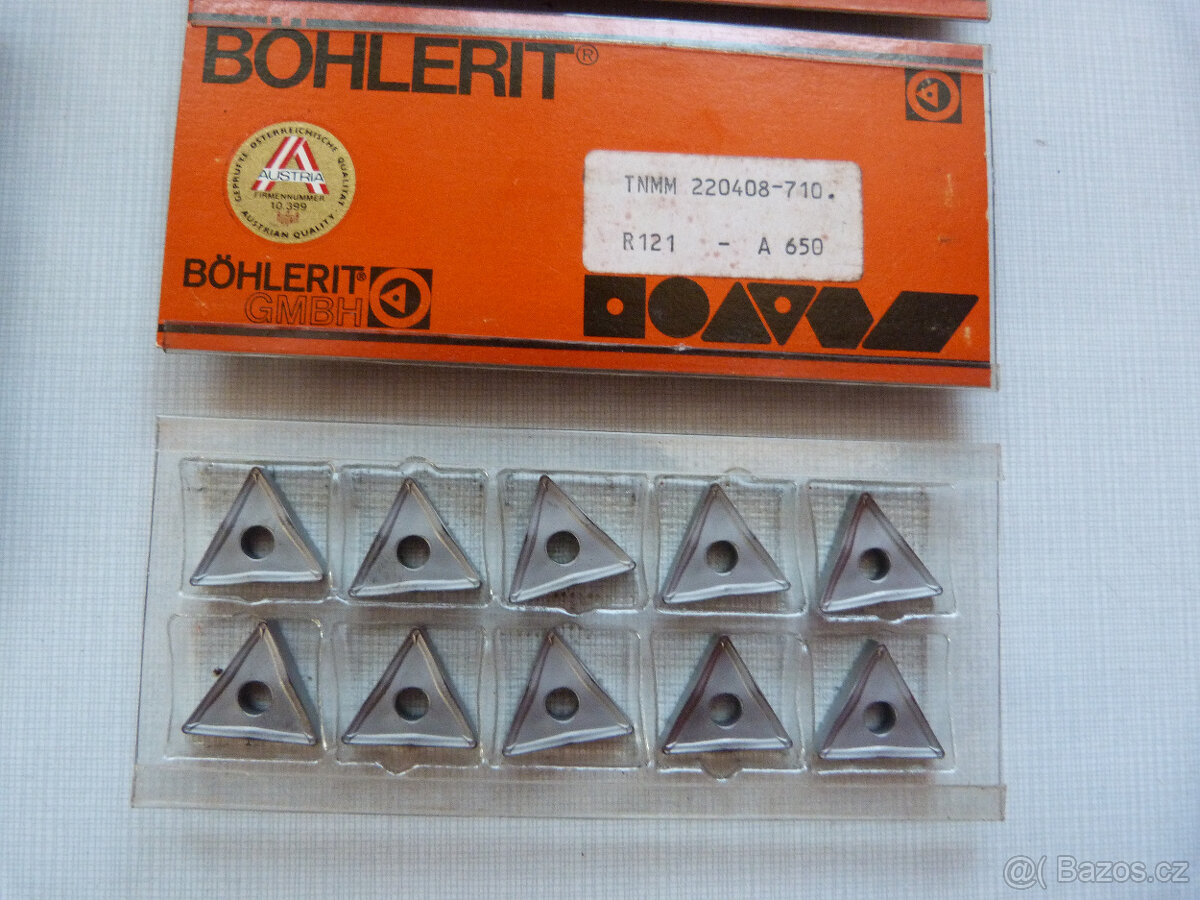 BÖHLERIT®
GEPRÜFTE ÖSTERREICHISCHE QUALITÄT
AUSTRIA
FIRMENNUMMER
10.399
AUSTRIAN QUALITY
TNMM 220408-710.
R121 - A 650
BÖHLERIT®
GMBH
@( Bazos.cz